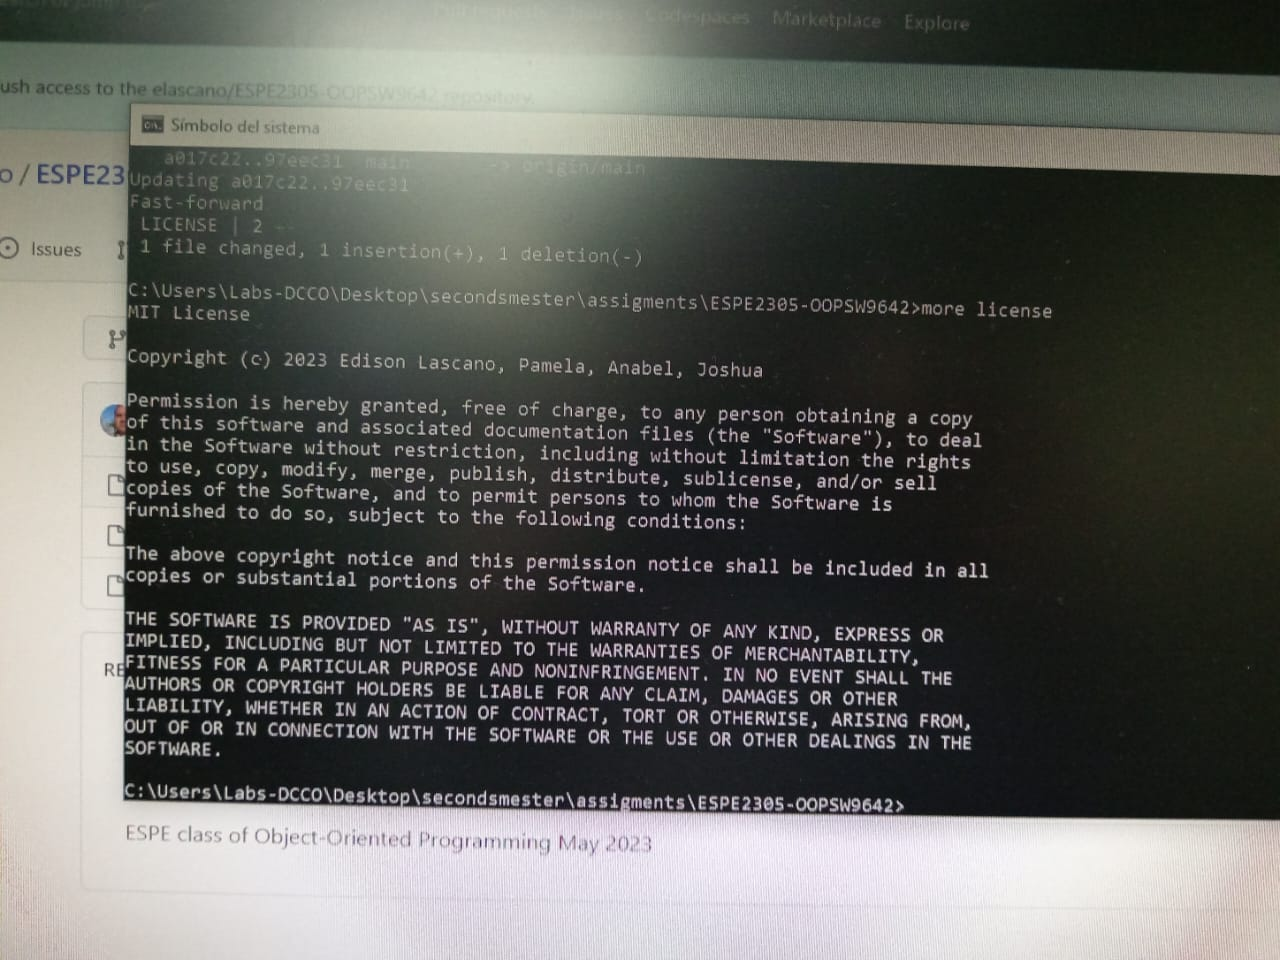 Codespaces Marketplace Explore
ush access to the elascano/ESPE2305-OOPSW9642 repository.
Símbolo del sistema
o / ESPE23
Issues
a017c22..97eec31 main origin/main
Updating a017c22..97eec31
Fast-forward
LICENSE | 2
1 file changed, 1 insertion(+), 1 deletion(-)
C:\Users\Labs-DCCO\Desktop\secondsmester\assigments\ESPE2305-OOPSW9642>more license
MIT License
Copyright (c) 2023 Edison Lascano, Pamela, Anabel, Joshua
Permission is hereby granted, free of charge, to any person obtaining a copy
of this software and associated documentation files (the "Software"), to deal
in the Software without restriction, including without limitation the rights
to use, copy, modify, merge, publish, distribute, sublicense, and/or sell
copies of the Software, and to permit persons to whom the Software is
furnished to do so, subject to the following conditions:
The above copyright notice and this permission notice shall be included in all
copies or substantial portions of the Software.
THE SOFTWARE IS PROVIDED "AS IS", WITHOUT WARRANTY OF ANY KIND, EXPRESS OR
IMPLIED, INCLUDING BUT NOT LIMITED TO THE WARRANTIES OF MERCHANTABILITY,
FITNESS FOR A PARTICULAR PURPOSE AND NONINFRINGEMENT. IN NO EVENT SHALL THE
AUTHORS OR COPYRIGHT HOLDERS BE LIABLE FOR ANY CLAIM, DAMAGES OR OTHER
LIABILITY, WHETHER IN AN ACTION OF CONTRACT, TORT OR OTHERWISE, ARISING FROM,
OUT OF OR IN CONNECTION WITH THE SOFTWARE OR THE USE OR OTHER DEALINGS IN THE
SOFTWARE.
RE
C:\Users\Labs-DCCO\Desktop\secondsmester\assigments\ESPE2305-OOPSW9642>
ESPE class of Object-Oriented Programming May 2023